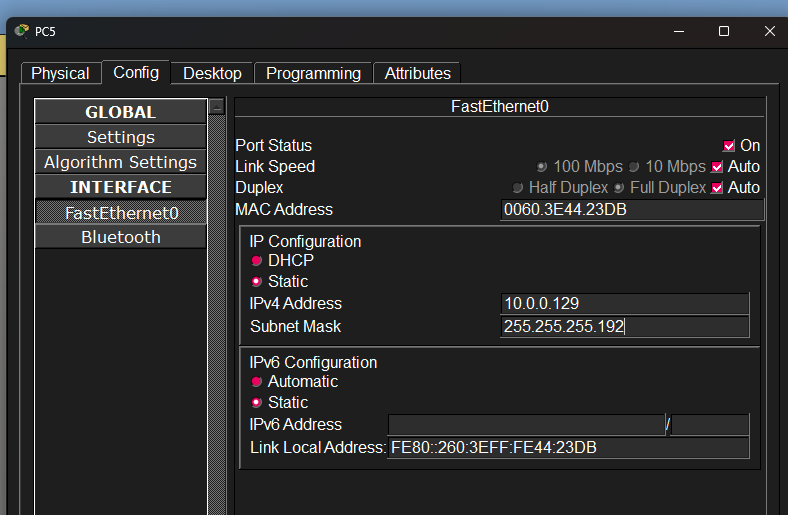 PC5
Physical Config Desktop Programming Attributes
GLOBAL
Settings
Algorithm Settings
INTERFACE
FastEthernet0
Bluetooth
FastEthernet0
Port Status On
Link Speed 100 Mbps 10 Mbps Auto
Duplex Half Duplex Full Duplex Auto
MAC Address 0060.3E44.23DB
IP Configuration
DHCP
Static
IPv4 Address 10.0.0.129
Subnet Mask 255.255.255.192
IPv6 Configuration
Automatic
Static
IPv6 Address /
Link Local Address: FE80::260:3EFF:FE44:23DB